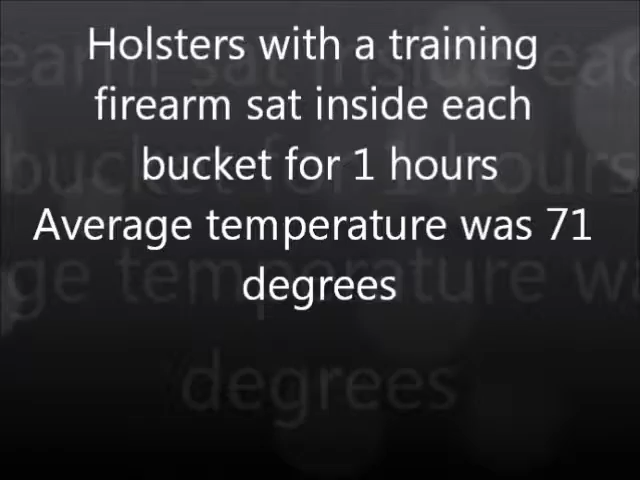 Holsters with a training
firearm sat inside each
bucket for 1 hours
Average temperature was 71
degrees